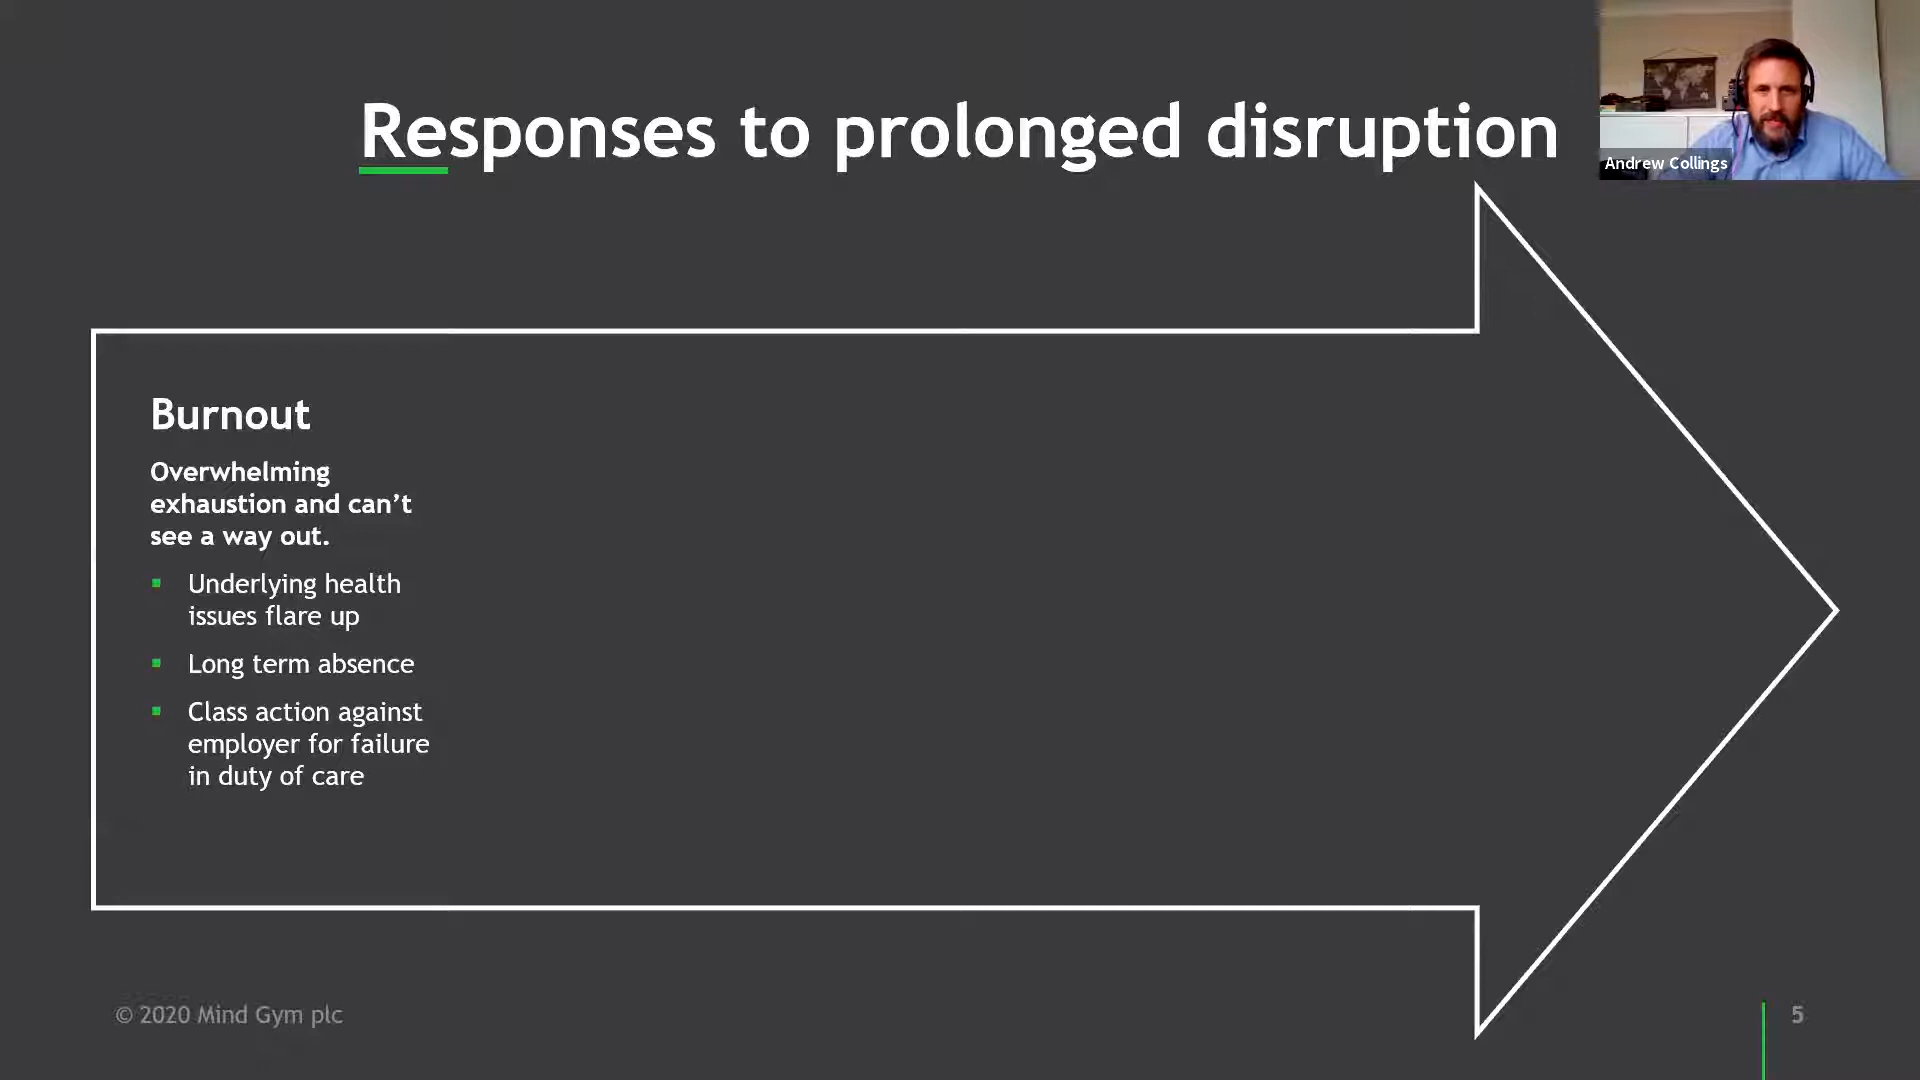 Responses to prolonged disruption
Andrew Collings
Burnout
Overwhelming
exhaustion and can’t
see a way out.
Underlying health
issues flare up
Long term absence
Class action against
employer for failure
in duty of care
© 2020 Mind Gym plc
5